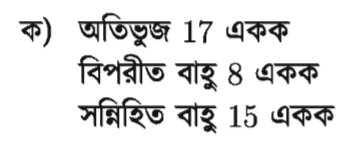 ক) অতিভুজ 17 একক
বিপরীত বাহু 8 একক
সন্নিহিত বাহু 15 একক